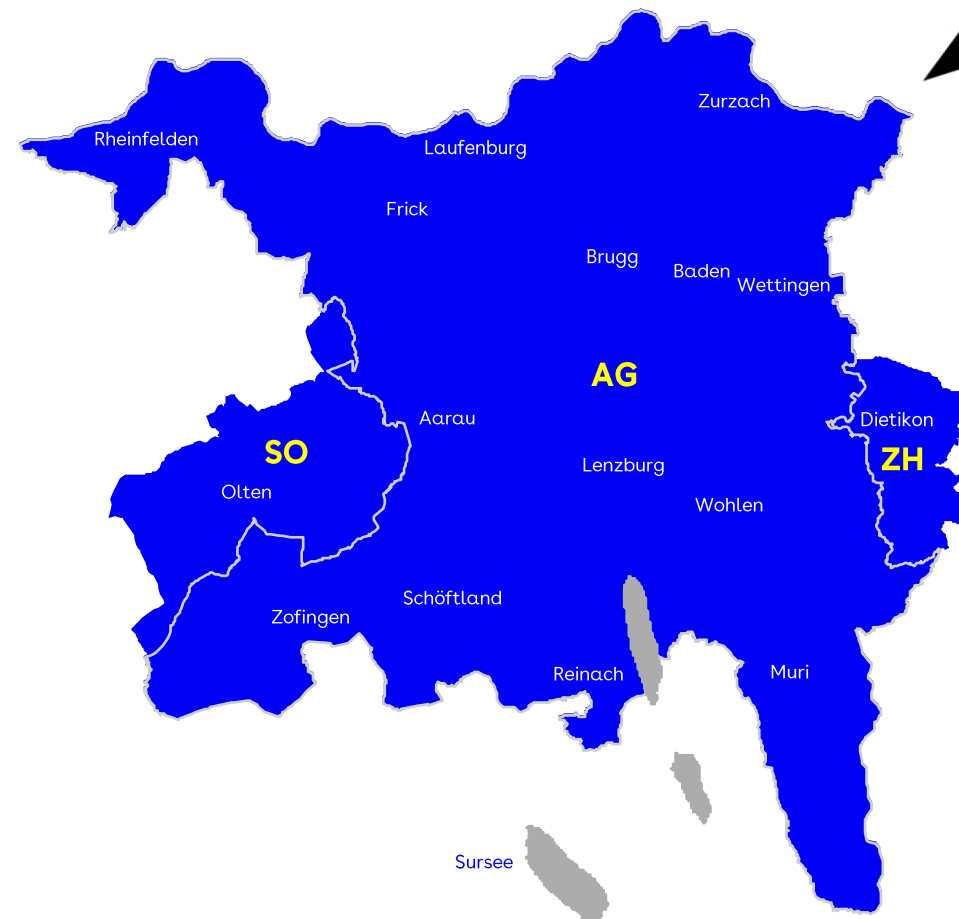 Zurzach
Rheinfelden
Laufenburg
Frick
Brugg
Baden
Wettingen
AG
Aarau
Dietikon
SO
ZH
Lenzburg
Olten
Wohlen
Schöftland
Zofingen
Reinach
Muri
Sursee